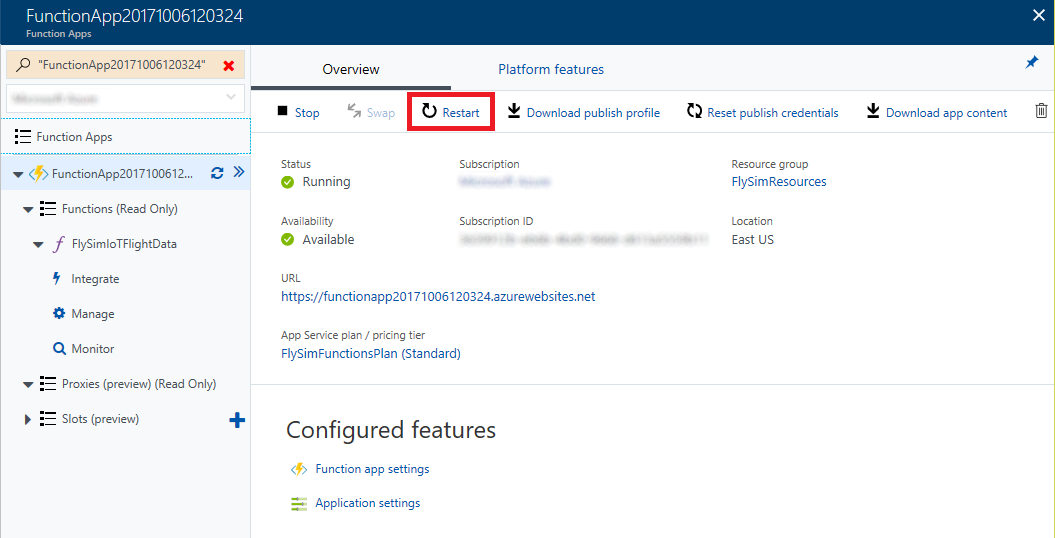 FunctionApp20171006120324
Function Apps
"FunctionApp20171006120324"
Function Apps
FunctionApp2017100612...
Functions (Read Only)
FlySimIoTFlightData
Integrate
Manage
Monitor
Proxies (preview) (Read Only)
Slots (preview)
Overview Platform features
Stop Swap Restart Download publish profile Reset publish credentials Download app content
Status Subscription Resource group
Running FlySimResources
Availability Subscription ID Location
Available East US
URL
https://functionapp20171006120324.azurewebsites.net
App Service plan / pricing tier
FlySimFunctionsPlan (Standard)
Configured features
Function app settings
Application settings